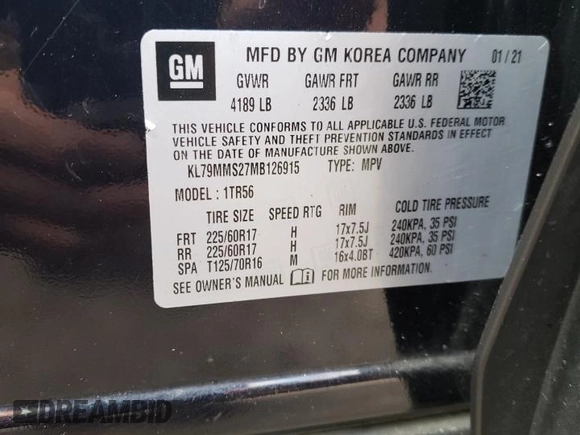 GM
MFD BY GM KOREA COMPANY 01/21
GVWR GAWR FRT GAWR RR
4189 LB 2336 LB 2336 LB
THIS VEHICLE CONFORMS TO ALL APPLICABLE U.S. FEDERAL MOTOR
VEHICLE SAFETY AND THEFT PREVENTION STANDARDS IN EFFECT
ON THE DATE OF MANUFACTURE SHOWN ABOVE.
KL79MMS27MB126915 TYPE: MPV
MODEL: 1TR56
TIRE SIZE SPEED RTG RIM COLD TIRE PRESSURE
FRT 225/60R17 H 17x7.5J 240KPA, 35 PSI
RR 225/60R17 H 17x7.5J 240KPA, 35 PSI
SPA T125/70R16 M 16x4.0BT 420KPA, 60 PSI
SEE OWNER'S MANUAL FOR MORE INFORMATION.
DREAMBID